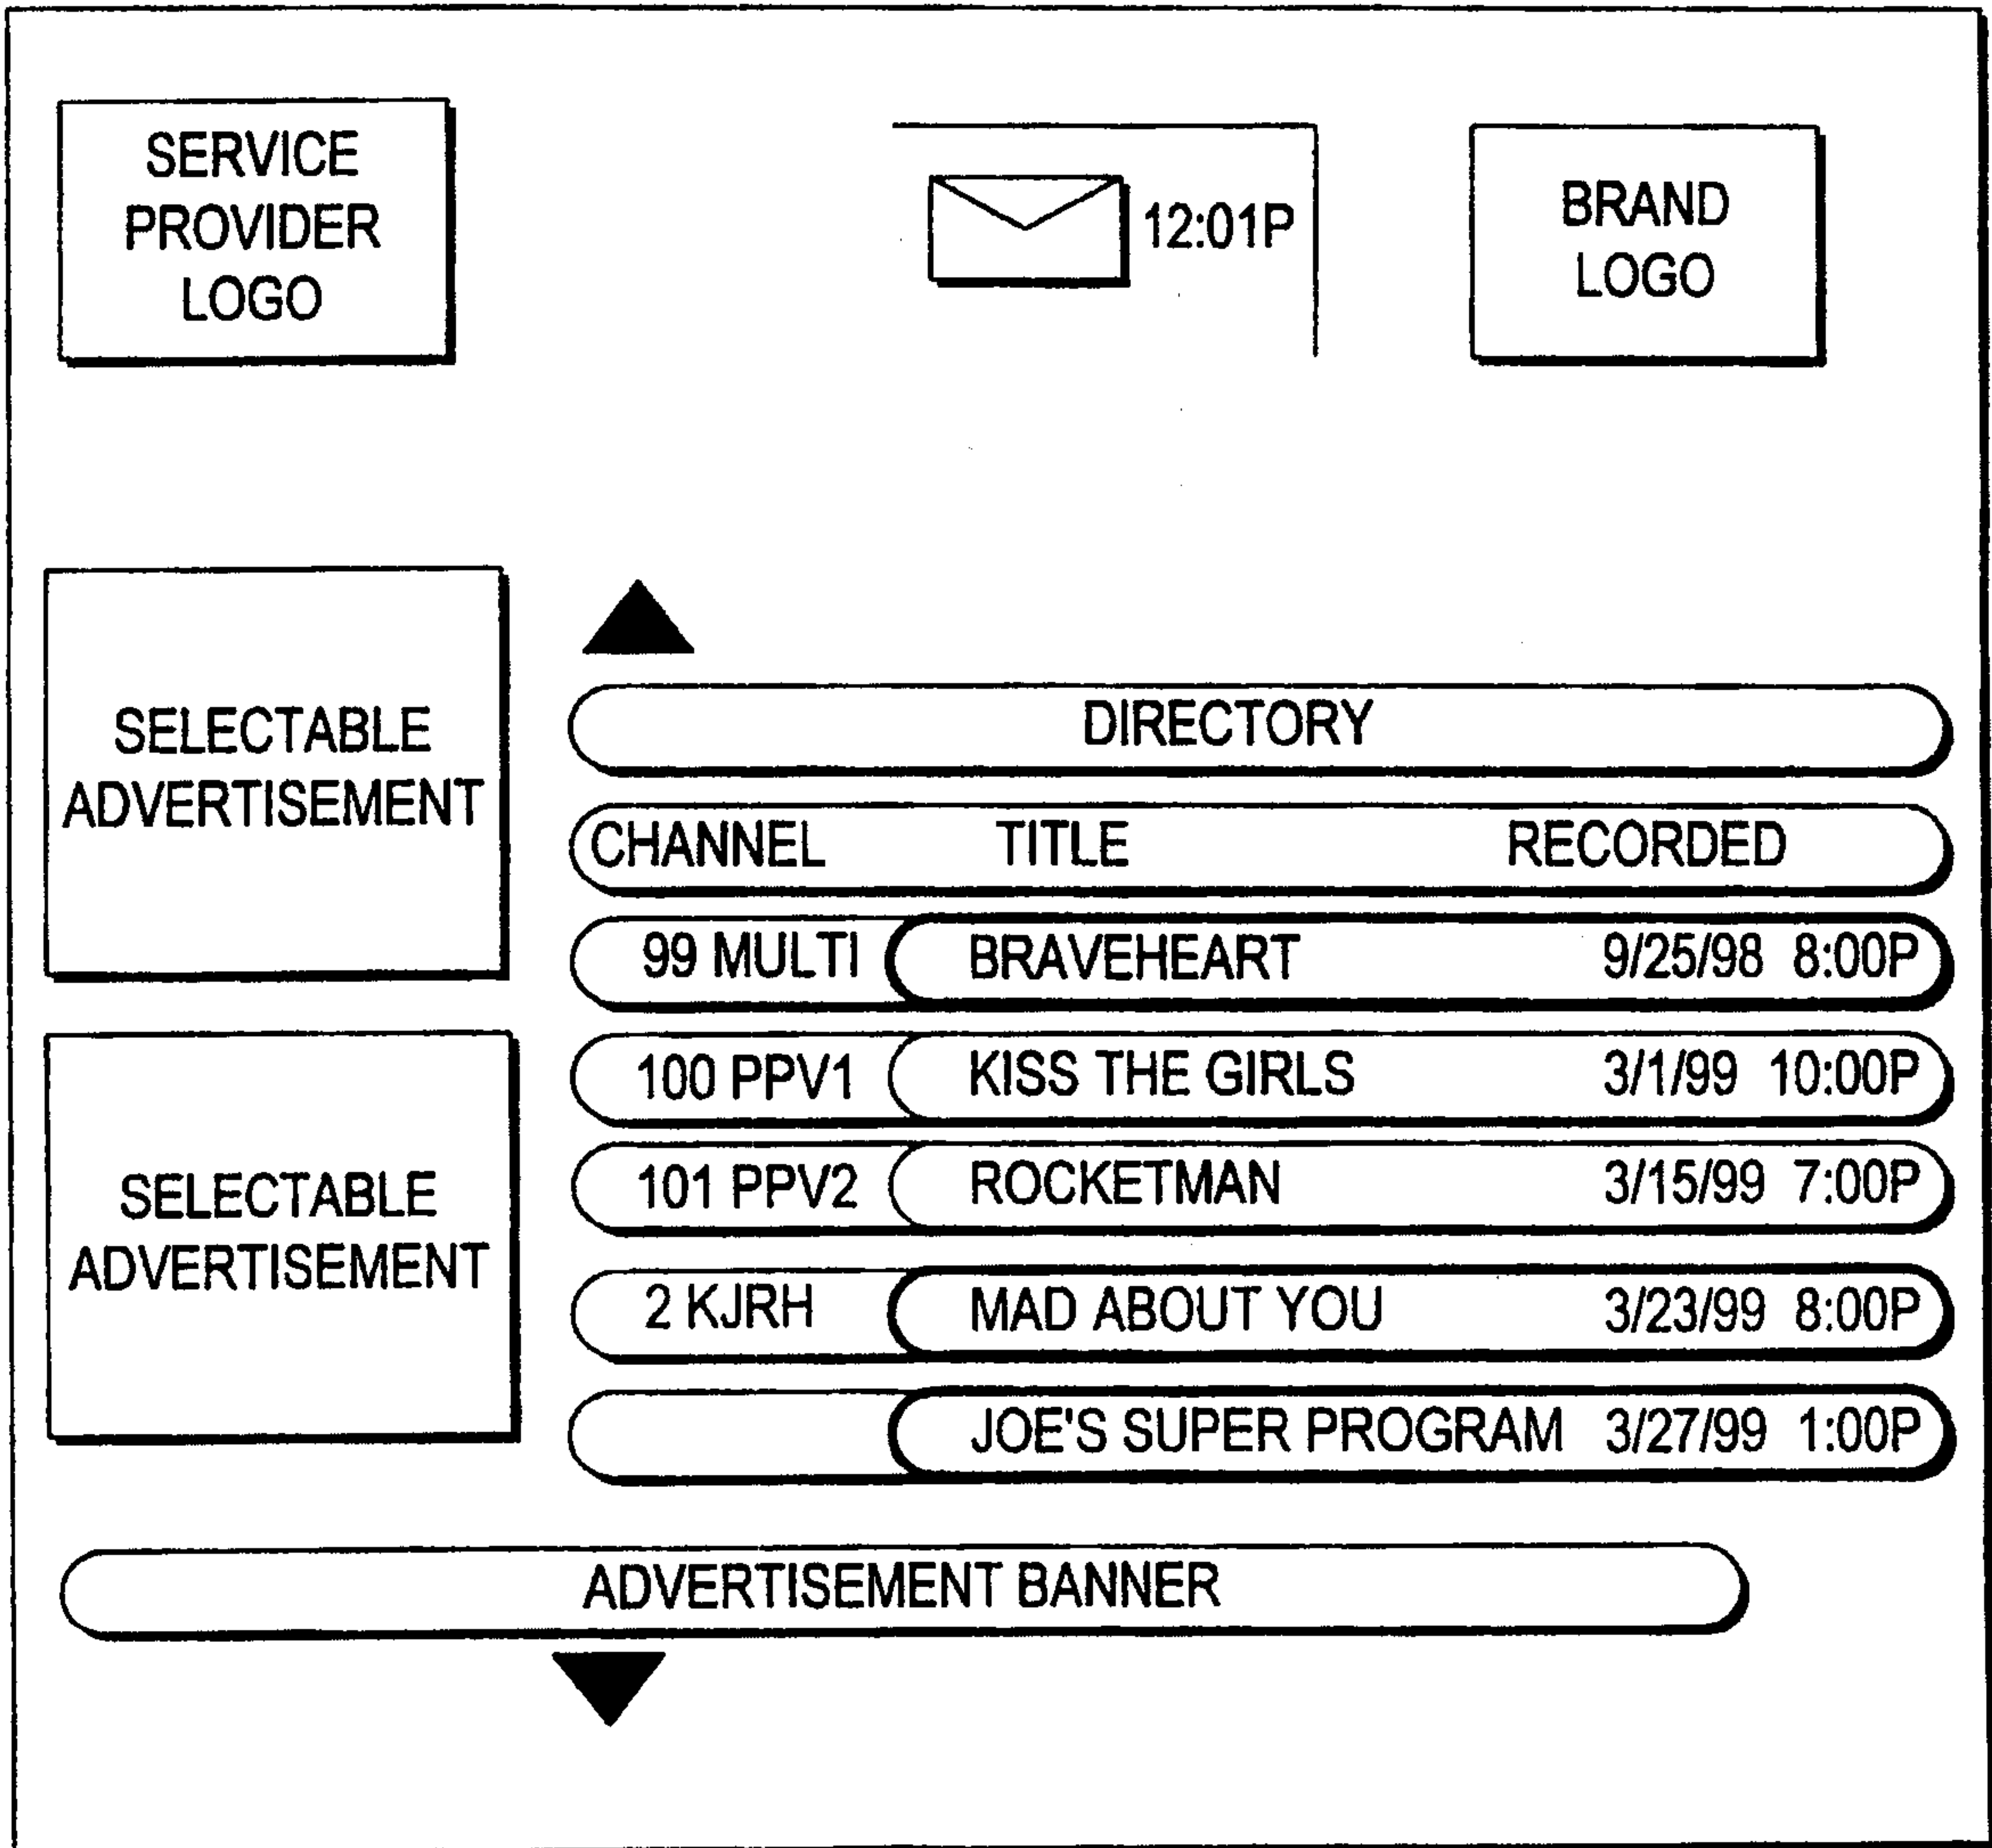 SERVICE
PROVIDER
LOGO
12:01P
BRAND
LOGO
SELECTABLE
ADVERTISEMENT
SELECTABLE
ADVERTISEMENT
DIRECTORY
CHANNEL TITLE RECORDED
99 MULTI BRAVEHEART 9/25/98 8:00P
100 PPV1 KISS THE GIRLS 3/1/99 10:00P
101 PPV2 ROCKETMAN 3/15/99 7:00P
2 KJRH MAD ABOUT YOU 3/23/99 8:00P
JOE'S SUPER PROGRAM 3/27/99 1:00P
ADVERTISEMENT BANNER